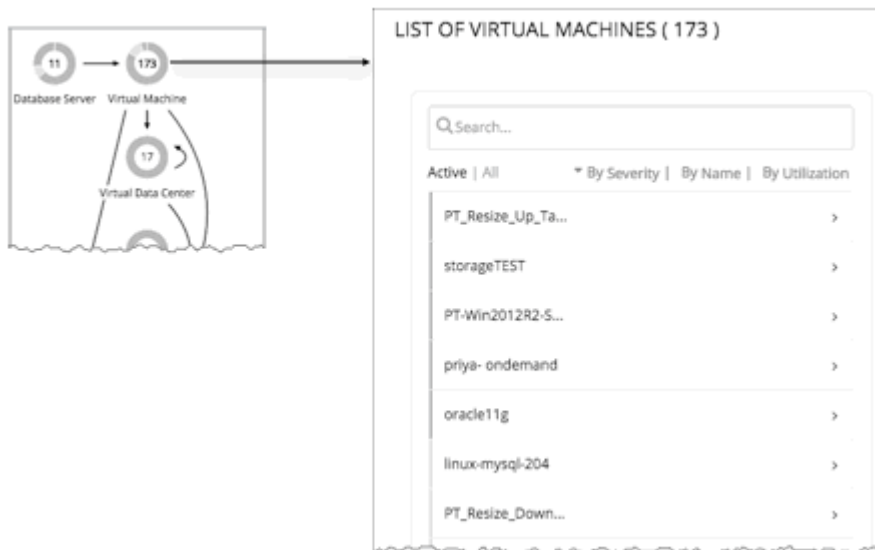 11
173
Database Server
Virtual Machine
17
Virtual Data Center
LIST OF VIRTUAL MACHINES ( 173 )
Search...
Active | All
By Severity | By Name | By Utilization
PT_Resize_Up_Ta...
storageTEST
PT-Win2012R2-S...
priya- ondemand
oracle11g
linux-mysql-204
PT_Resize_Down...